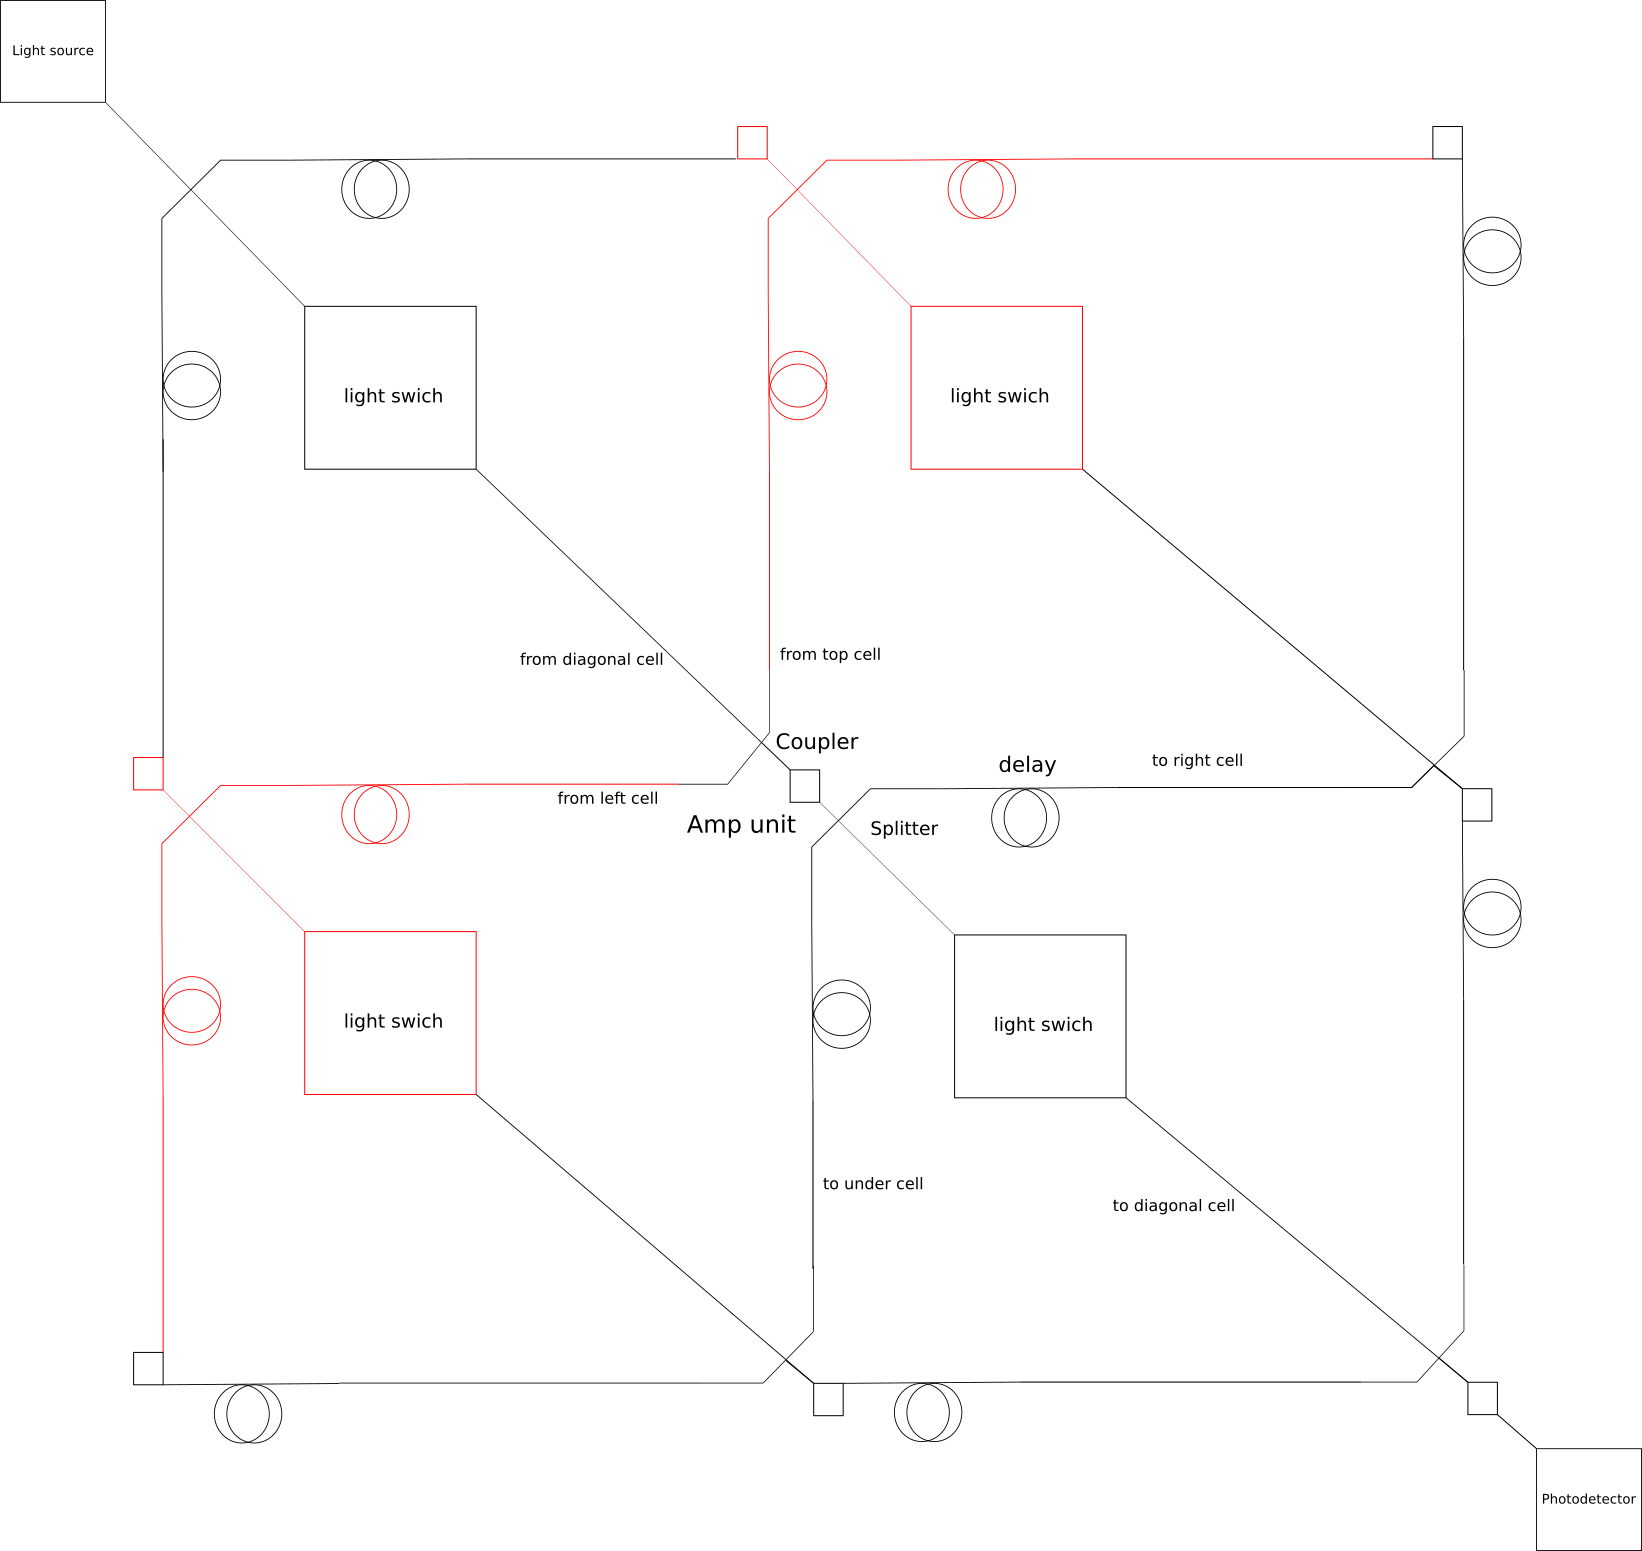 Light source
light swich
light swich
from diagonal cell
from top cell
Coupler
to right cell
delay
from left cell
Amp unit
Splitter
light swich
light swich
to under cell
to diagonal cell
Photodetector